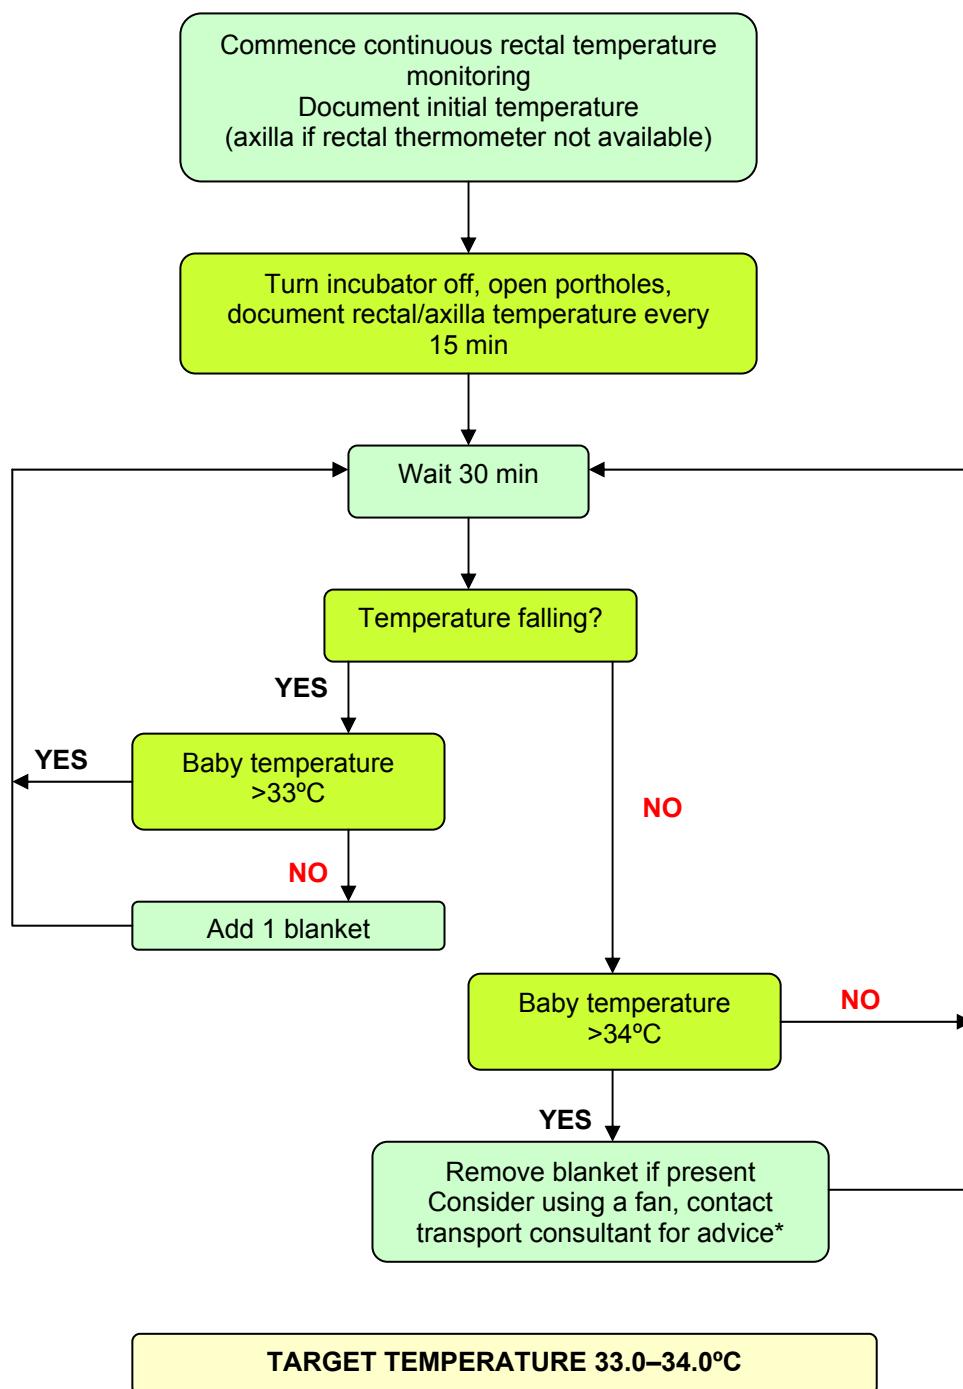 Commence continuous rectal temperature
monitoring
Document initial temperature
(axilla if rectal thermometer not available)
Turn incubator off, open portholes,
document rectal/axilla temperature every
15 min
Wait 30 min
Temperature falling?
YES
YES
Baby temperature
>33ºC
NO
NO
Add 1 blanket
Baby temperature
>34ºC
NO
YES
Remove blanket if present
Consider using a fan, contact
transport consultant for advice*
TARGET TEMPERATURE 33.0–34.0ºC